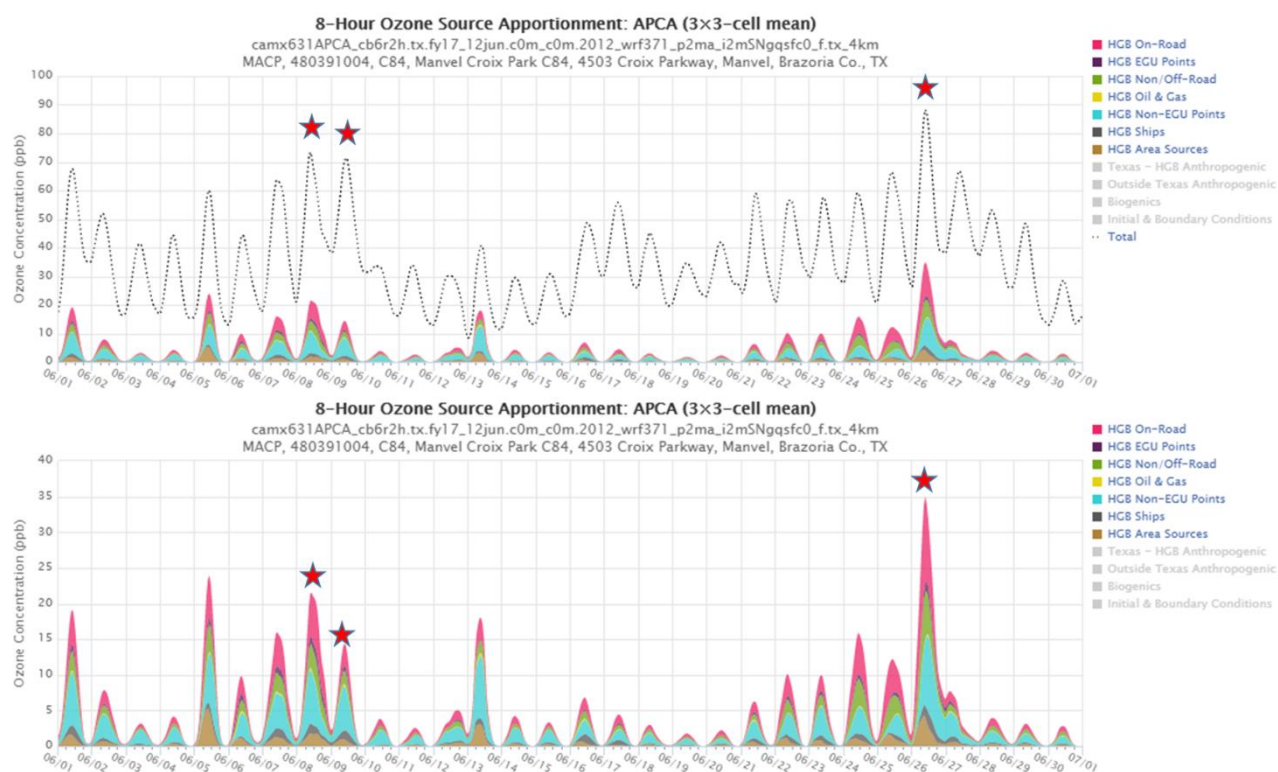 8-Hour Ozone Source Apportionment: APCA (3×3-cell mean)
camx631APCA_cb6r2h.tx.fy17_12jun.c0m_c0m.2012_wrf371_p2ma_i2mSNgqsfc0_f.tx_4km
MACP, 480391004, C84, Manvel Croix Park C84, 4503 Croix Parkway, Manvel, Brazoria Co., TX
Ozone Concentration (ppb)
100
90
80
70
60
50
40
30
20
10
0
06/01 06/02 06/03 06/04 06/05 06/06 06/07 06/08 06/09 06/10 06/11 06/12 06/13 06/14 06/15 06/16 06/17 06/18 06/19 06/20 06/21 06/22 06/23 06/24 06/25 06/26 06/27 06/28 06/29 06/30 07/01
HGB On-Road
HGB EGU Points
HGB Non/Off-Road
HGB Oil & Gas
HGB Non-EGU Points
HGB Ships
HGB Area Sources
Texas - HGB Anthropogenic
Outside Texas Anthropogenic
Biogenics
Initial & Boundary Conditions
Total
8-Hour Ozone Source Apportionment: APCA (3×3-cell mean)
camx631APCA_cb6r2h.tx.fy17_12jun.c0m_c0m.2012_wrf371_p2ma_i2mSNgqsfc0_f.tx_4km
MACP, 480391004, C84, Manvel Croix Park C84, 4503 Croix Parkway, Manvel, Brazoria Co., TX
Ozone Concentration (ppb)
40
35
30
25
20
15
10
5
0
06/01 06/02 06/03 06/04 06/05 06/06 06/07 06/08 06/09 06/10 06/11 06/12 06/13 06/14 06/15 06/16 06/17 06/18 06/19 06/20 06/21 06/22 06/23 06/24 06/25 06/26 06/27 06/28 06/29 06/30 07/01
HGB On-Road
HGB EGU Points
HGB Non/Off-Road
HGB Oil & Gas
HGB Non-EGU Points
HGB Ships
HGB Area Sources
Texas - HGB Anthropogenic
Outside Texas Anthropogenic
Biogenics
Initial & Boundary Conditions